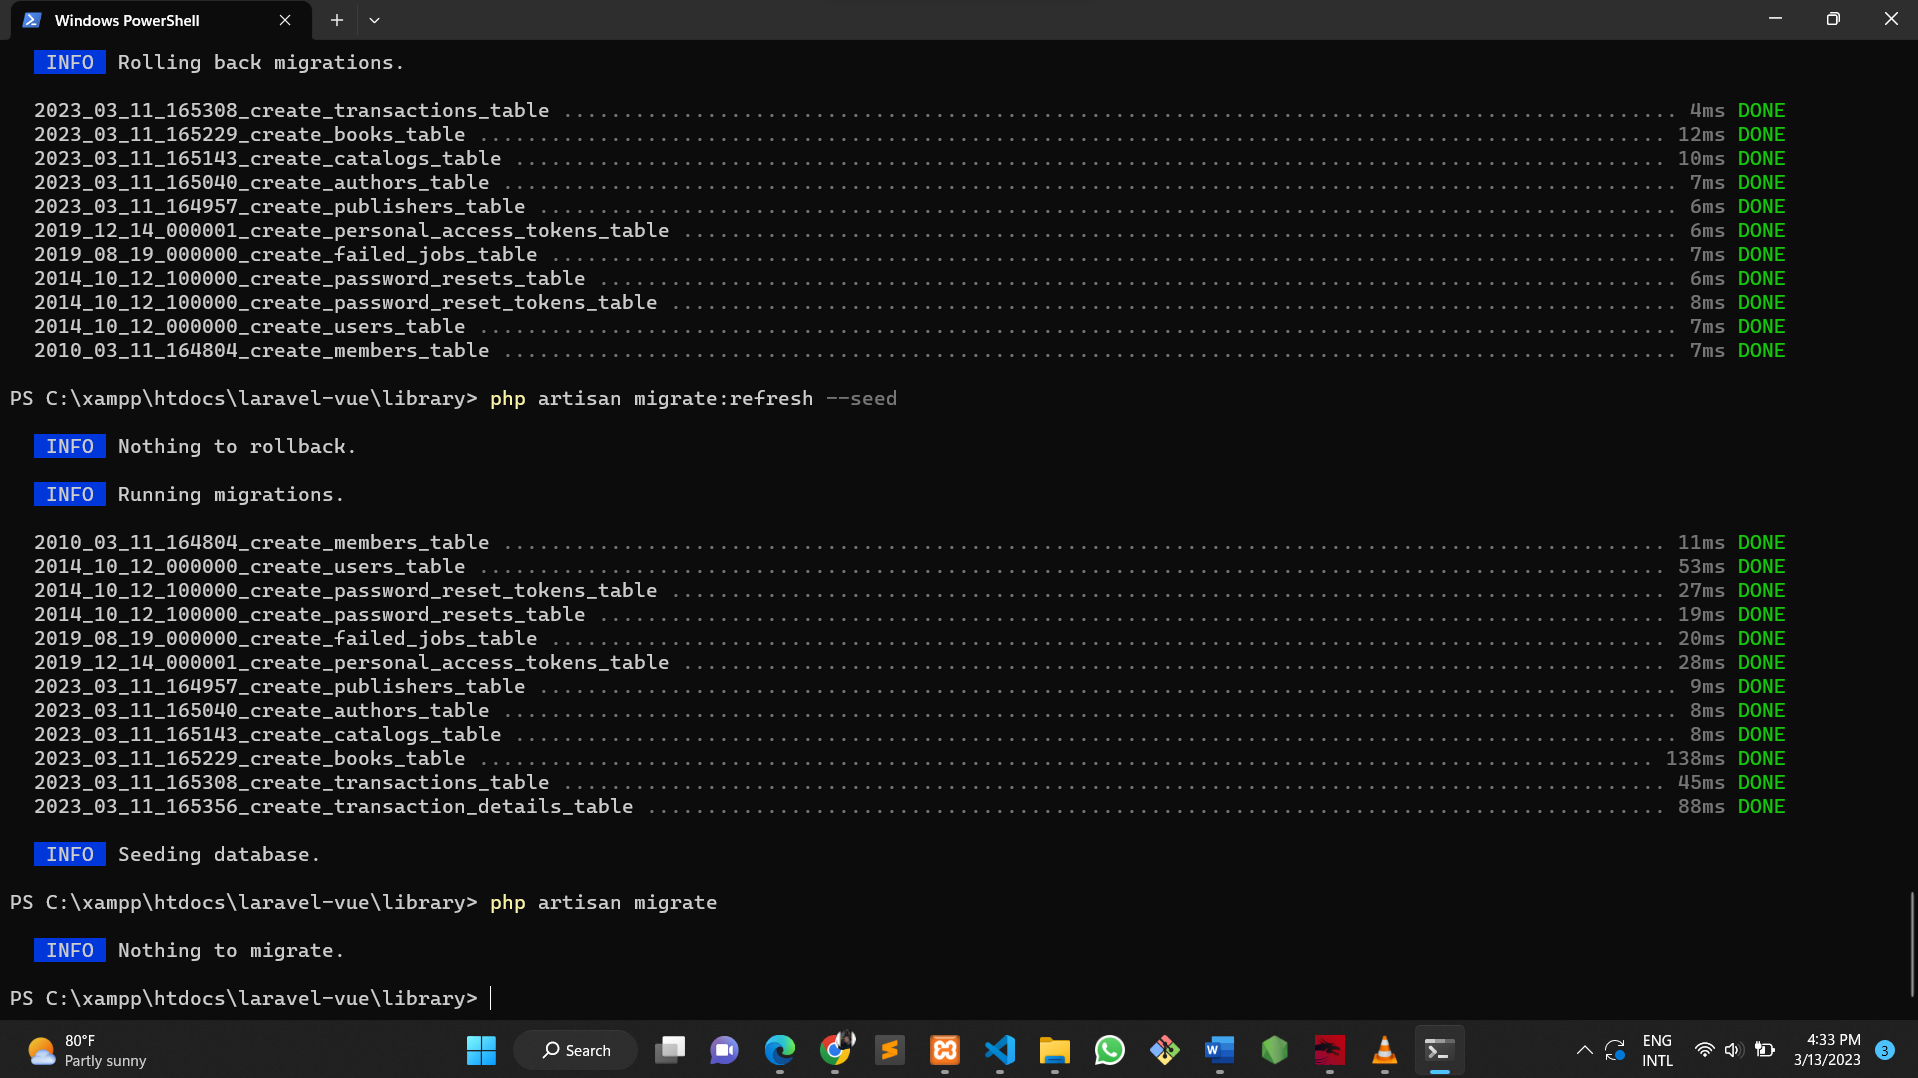 Windows PowerShell
INFO Rolling back migrations.
2023_03_11_165308_create_transactions_table ........ 4ms DONE
2023_03_11_165229_create_books_table ........ 12ms DONE
2023_03_11_165143_create_catalogs_table ........ 10ms DONE
2023_03_11_165040_create_authors_table ........ 7ms DONE
2023_03_11_164957_create_publishers_table ........ 6ms DONE
2019_12_14_000001_create_personal_access_tokens_table ........ 6ms DONE
2019_08_19_000000_create_failed_jobs_table ........ 7ms DONE
2014_10_12_100000_create_password_resets_table ........ 6ms DONE
2014_10_12_100000_create_password_reset_tokens_table ........ 8ms DONE
2014_10_12_000000_create_users_table ........ 7ms DONE
2010_03_11_164804_create_members_table ........ 7ms DONE
PS C:\xampp\htdocs\laravel-vue\library> php artisan migrate:refresh --seed
INFO Nothing to rollback.
INFO Running migrations.
2010_03_11_164804_create_members_table ........ 11ms DONE
2014_10_12_000000_create_users_table ........ 53ms DONE
2014_10_12_100000_create_password_reset_tokens_table ........ 27ms DONE
2014_10_12_100000_create_password_resets_table ........ 19ms DONE
2019_08_19_000000_create_failed_jobs_table ........ 20ms DONE
2019_12_14_000001_create_personal_access_tokens_table ........ 28ms DONE
2023_03_11_164957_create_publishers_table ........ 9ms DONE
2023_03_11_165040_create_authors_table ........ 8ms DONE
2023_03_11_165143_create_catalogs_table ........ 8ms DONE
2023_03_11_165229_create_books_table ........ 138ms DONE
2023_03_11_165308_create_transactions_table ........ 45ms DONE
2023_03_11_165356_create_transaction_details_table ........ 88ms DONE
INFO Seeding database.
PS C:\xampp\htdocs\laravel-vue\library> php artisan migrate
INFO Nothing to migrate.
PS C:\xampp\htdocs\laravel-vue\library>
80°F
Partly sunny
Search
ENG
INTL
4:33 PM
3/13/2023
3